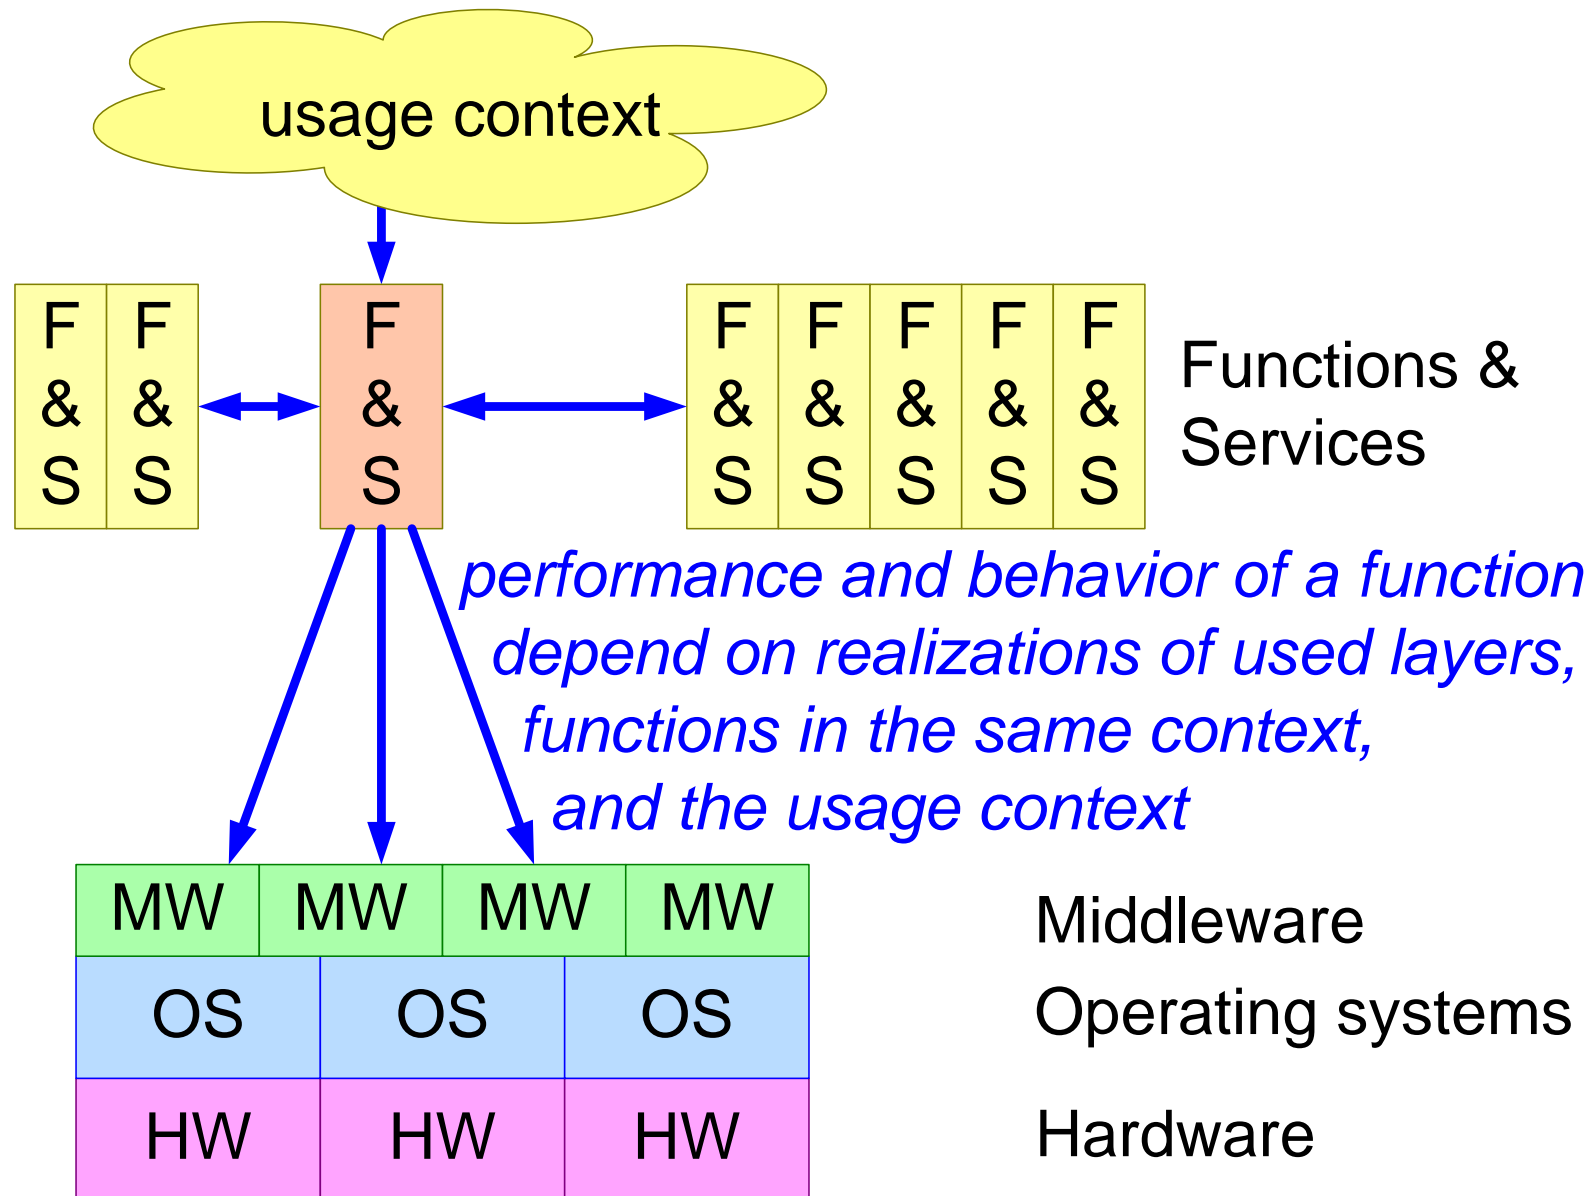 usage context
F F F F F F F F
& & & & & & & &
S S S S S S S S
Functions &
Services
performance and behavior of a function
depend on realizations of used layers,
functions in the same context,
and the usage context
MW MW MW MW
Middleware
OS OS OS
Operating systems
HW HW HW
Hardware